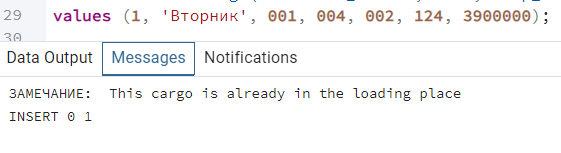 29 values (1, 'Вторник', 001, 004, 002, 124, 3900000);
30
Data Output Messages Notifications
ЗАМЕЧАНИЕ: This cargo is already in the loading place
INSERT 0 1